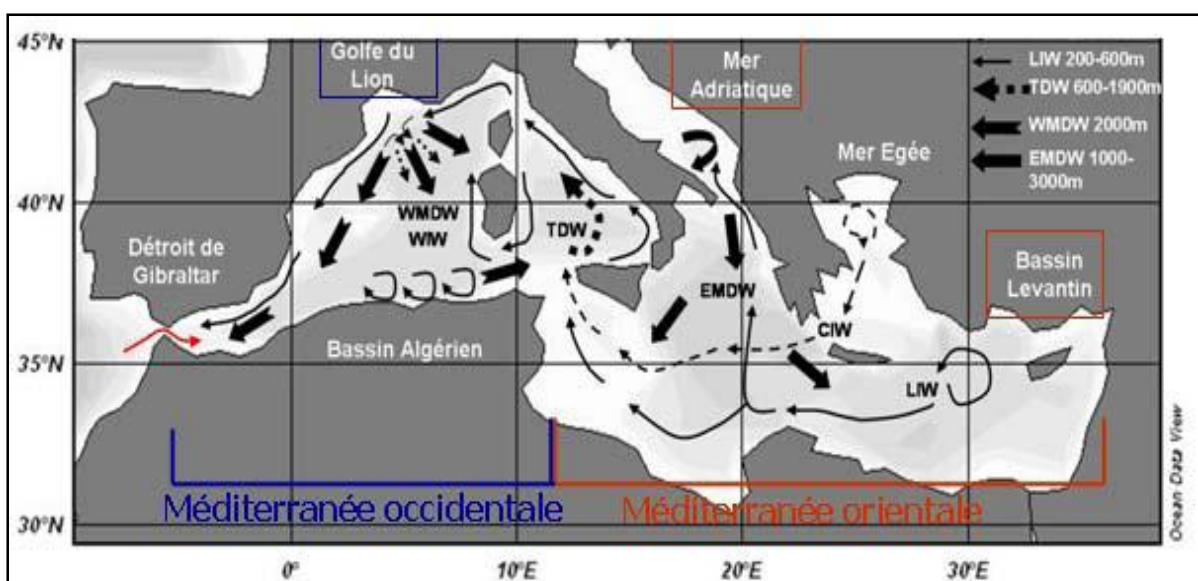 45°N
40°N
35°N
30°N
0°
10°E
20°E
30°E
Golfe du
Lion
Mer
Adriatique
LIW 200-600m
TDW 600-1900m
WMDW 2000m
EMDW 1000-
3000m
Mer Egée
WMDW
WIW
TDW
Détroit de
Gibraltar
EMDW
Bassin
Levantin
CIW
Bassin Algérien
LIW
Méditerranée occidentale
Méditerranée orientale
Ocean Data View